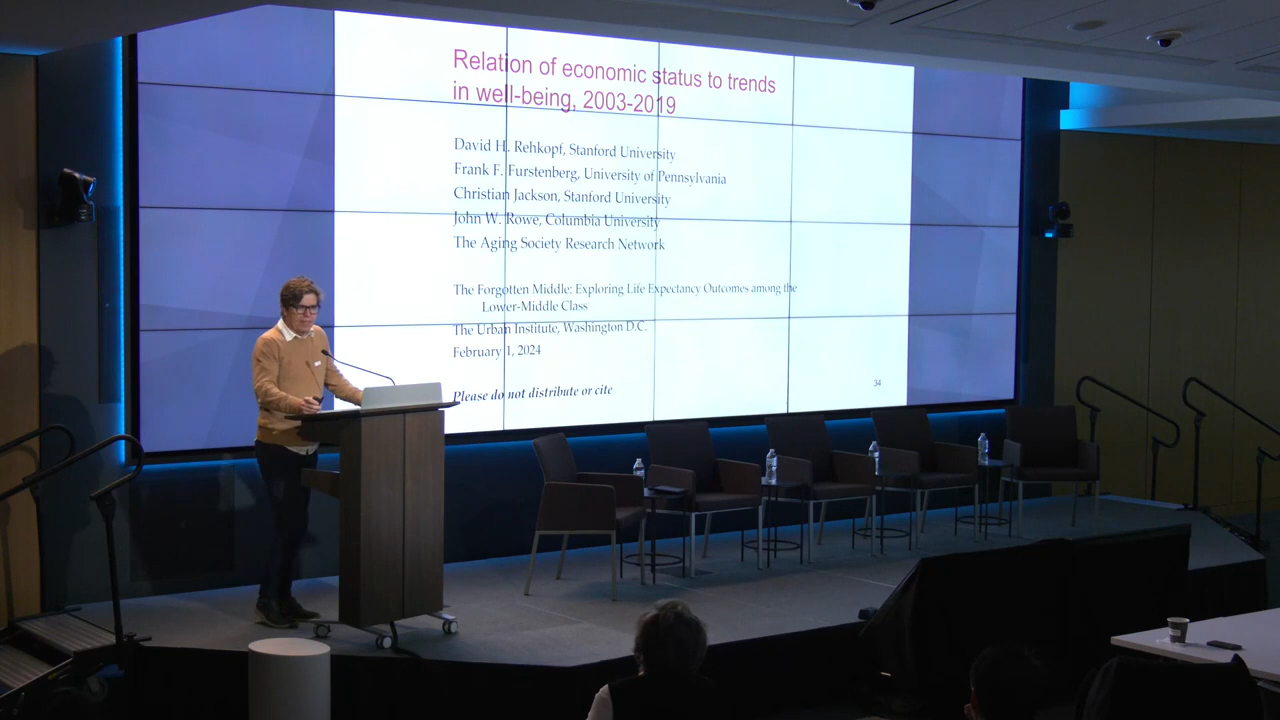 Relation of economic status to trends
in well-being, 2003-2019
David H. Rehkopf, Stanford University
Frank F. Furstenberg, University of Pennsylvania
Christian Jackson, Stanford University
John W. Rowe, Columbia University
The Aging Society Research Network
The Forgotten Middle: Exploring Life Expectancy Outcomes among the
Lower-Middle Class
The Urban Institute, Washington D.C.
February 1, 2024
Please do not distribute or cite
34